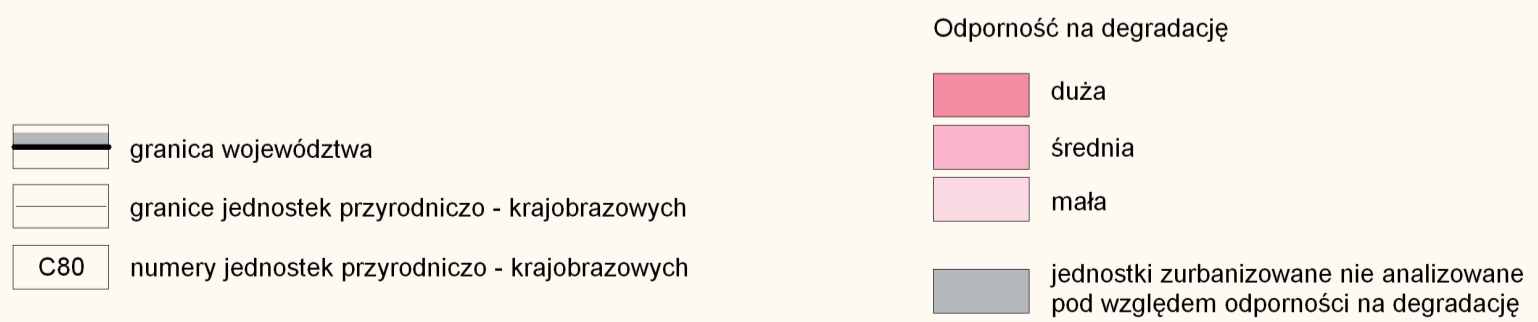 granica województwa
granice jednostek przyrodniczo - krajobrazowych
C80 numery jednostek przyrodniczo - krajobrazowych
Odporność na degradację
duża
średnia
mała
jednostki zurbanizowane nie analizowane
pod względem odporności na degradację